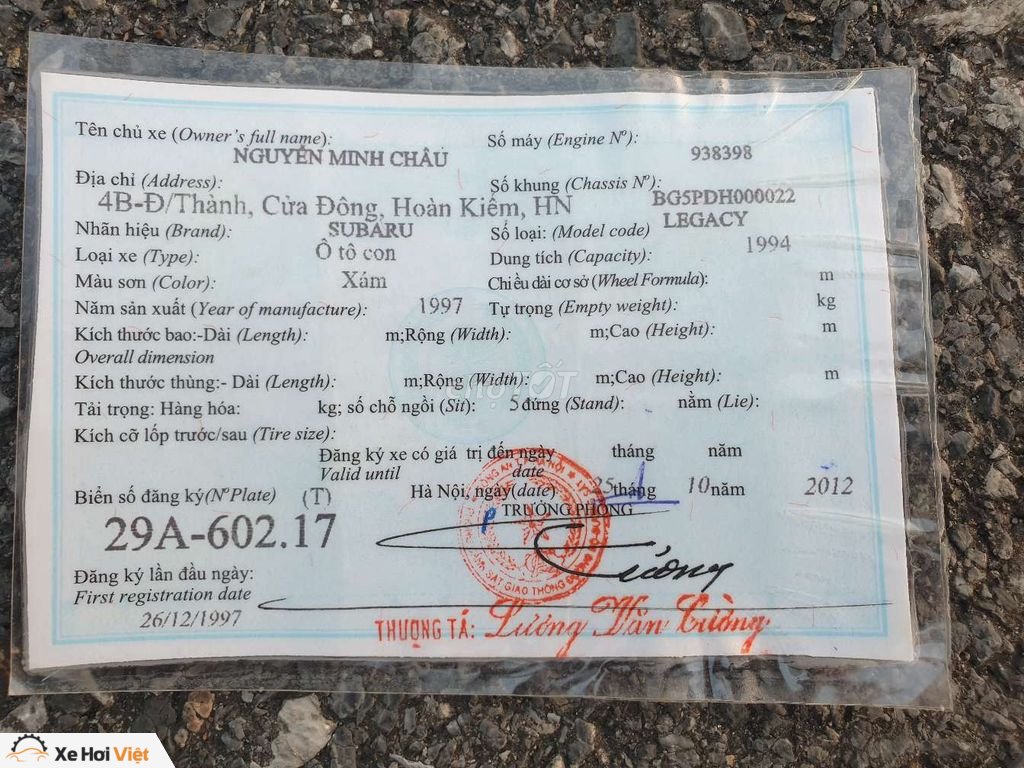 Tên chủ xe (Owner's full name): Số máy (Engine Nº):
NGUYỄN MINH CHÂU 938398
Địa chỉ (Address): Số khung (Chassis Nº):
4B-Đ/Thành, Cửa Đông, Hoàn Kiếm, HN BG5PDH000022
Nhãn hiệu (Brand): SUBARU Số loại: (Model code) LEGACY
Loại xe (Type): Ô tô con Dung tích (Capacity): 1994
Màu sơn (Color): Xám Chiều dài cơ sở (Wheel Formula): m
Năm sản xuất (Year of manufacture): 1997 Tự trọng (Empty weight): kg
Kích thước bao:-Dài (Length): m;Rộng (Width): m;Cao (Height): m
Overall dimension
Kích thước thùng:- Dài (Length): m;Rộng (Width): m;Cao (Height): m
CHỢ TỐT
Tải trọng: Hàng hóa: kg; số chỗ ngồi (Sit): 5 đứng (Stand): nằm (Lie):
Kích cỡ lốp trước/sau (Tire size):
Đăng ký xe có giá trị đến ngày tháng năm
Valid until date
Biển số đăng ký(NºPlate) (T) Hà Nội, ngày(date) 25 tháng 10 năm 2012
TRƯỞNG PHÒNG
29A-602.17
Đăng ký lần đầu ngày:
First registration date
26/12/1997
THƯỢNG TÁ: Lương Văn Cường
Xe Hơi Việt